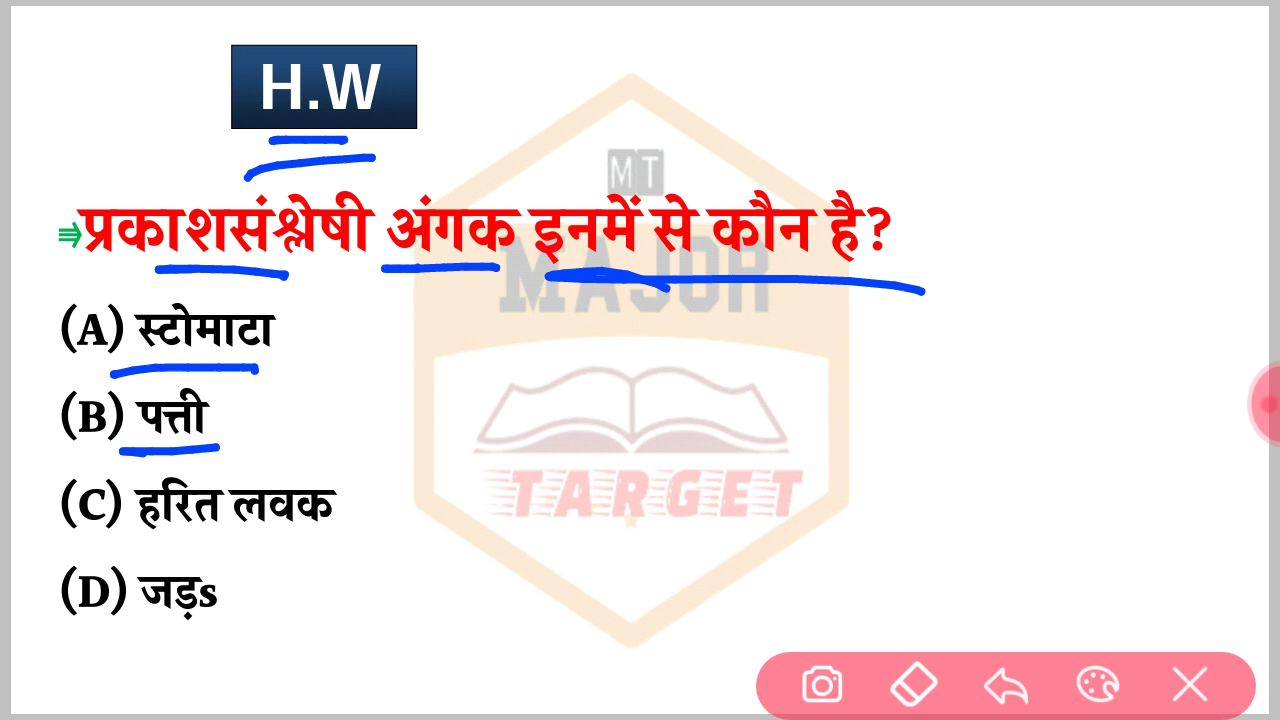 H.W
MT
⇛प्रकाशसंश्लेषी अंगक इनमें से कौन है?
MAJOR
(A) स्टोमाटा
(B) पत्ती
(C) हरित लवक
TARGET
(D) जड़s